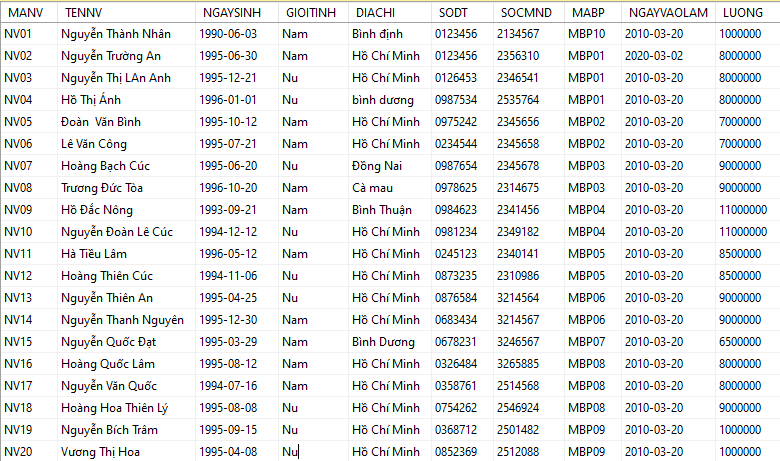 MANV TENNV NGAYSINH GIOITINH DIACHI SODT SOCMND MABP NGAYVAOLAM LUONG
NV01 Nguyễn Thành Nhân 1990-06-03 Nam Bình định 0123456 2134567 MBP10 2010-03-20 1000000
NV02 Nguyễn Trường An 1995-06-30 Nam Hồ Chí Minh 0123456 2356310 MBP01 2020-03-02 8000000
NV03 Nguyễn Thị LAn Anh 1995-12-21 Nu Hồ Chí Minh 0126453 2346541 MBP01 2010-03-20 8000000
NV04 Hồ Thị Ánh 1996-01-01 Nu bình dương 0987534 2535764 MBP01 2010-03-20 8000000
NV05 Đoàn  Văn Bình 1995-10-12 Nam Hồ Chí Minh 0975242 2345656 MBP02 2010-03-20 7000000
NV06 Lê Văn Công 1995-07-21 Nam Hồ Chí Minh 0234544 2345658 MBP02 2010-03-20 7000000
NV07 Hoàng Bạch Cúc 1995-06-20 Nu Đồng Nai 0987654 2345678 MBP03 2010-03-20 9000000
NV08 Trương Đức Tòa 1996-10-20 Nam Cà mau 0978625 2314675 MBP03 2010-03-20 9000000
NV09 Hồ Đắc Nông 1993-09-21 Nam Bình Thuận 0984623 2341456 MBP04 2010-03-20 11000000
NV10 Nguyễn Đoàn Lê Cúc 1994-12-12 Nu Hồ Chí Minh 0981234 2349182 MBP04 2010-03-20 11000000
NV11 Hà Tiều Lâm 1996-05-12 Nam Hồ Chí Minh 0245123 2340141 MBP05 2010-03-20 8500000
NV12 Hoàng Thiên Cúc 1994-11-06 Nu Hồ Chí Minh 0873235 2310986 MBP05 2010-03-20 8500000
NV13 Nguyễn Thiên An 1995-04-25 Nu Hồ Chí Minh 0876584 3214564 MBP06 2010-03-20 9000000
NV14 Nguyễn Thanh Nguyên 1995-12-30 Nam Hồ Chí Minh 0683434 3214567 MBP06 2010-03-20 9000000
NV15 Nguyễn Quốc Đạt 1995-03-29 Nam Bình Dương 0678231 3246567 MBP07 2010-03-20 6500000
NV16 Hoàng Quốc Lâm 1995-08-12 Nam Hồ Chí Minh 0326484 3265885 MBP08 2010-03-20 8000000
NV17 Nguyễn Văn Quốc 1994-07-16 Nam Hồ Chí Minh 0358761 2514568 MBP08 2010-03-20 8000000
NV18 Hoàng Hoa Thiên Lý 1995-08-08 Nu Hồ Chí Minh 0754262 2546924 MBP08 2010-03-20 9000000
NV19 Nguyễn Bích Trâm 1995-09-15 Nu Hồ Chí Minh 0368712 2501482 MBP09 2010-03-20 1000000
NV20 Vương Thị Hoa 1995-04-08 Nu Hồ Chí Minh 0852369 2512088 MBP09 2010-03-20 1000000